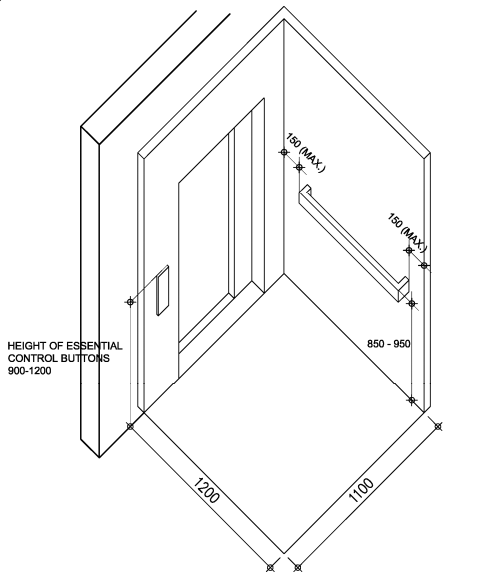 150 (MAX.)
150 (MAX.)
HEIGHT OF ESSENTIAL
CONTROL BUTTONS
900-1200
850 - 950
1200
1100